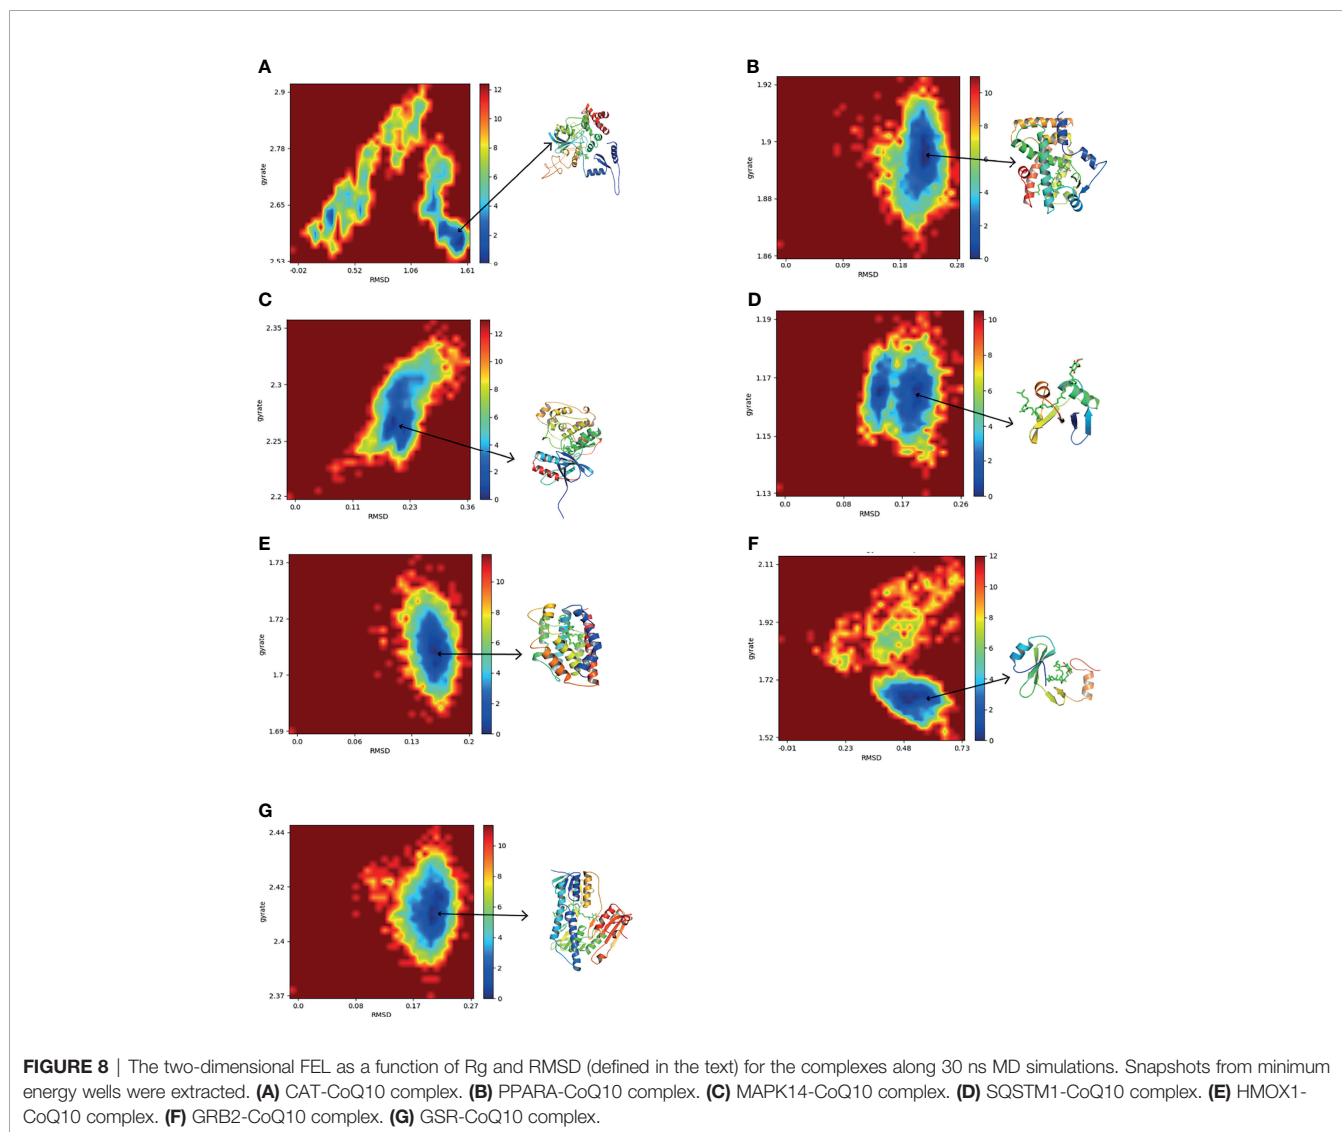 A
2.9
2.78
2.65
2.53
gyrate
-0.02 0.52 1.06 1.61
RMSD
12
10
8
6
4
2
0
B
1.92
1.9
1.88
1.86
gyrate
0.0 0.09 0.18 0.28
RMSD
10
8
6
4
2
0
C
2.35
2.3
2.25
2.2
gyrate
0.0 0.11 0.23 0.36
RMSD
12
10
8
6
4
2
0
D
1.19
1.17
1.15
1.13
gyrate
0.0 0.08 0.17 0.26
RMSD
10
8
6
4
2
0
E
1.73
1.72
1.7
1.69
gyrate
0.0 0.06 0.13 0.2
RMSD
10
8
6
4
2
0
F
2.11
1.92
1.72
1.52
gyrate
-0.01 0.23 0.48 0.73
RMSD
12
10
8
6
4
2
0
G
2.44
2.42
2.4
2.37
gyrate
0.0 0.08 0.17 0.27
RMSD
10
8
6
4
2
0
FIGURE 8 | The two-dimensional FEL as a function of Rg and RMSD (defined in the text) for the complexes along 30 ns MD simulations. Snapshots from minimum
energy wells were extracted. (A) CAT-CoQ10 complex. (B) PPARA-CoQ10 complex. (C) MAPK14-CoQ10 complex. (D) SQSTM1-CoQ10 complex. (E) HMOX1-
CoQ10 complex. (F) GRB2-CoQ10 complex. (G) GSR-CoQ10 complex.